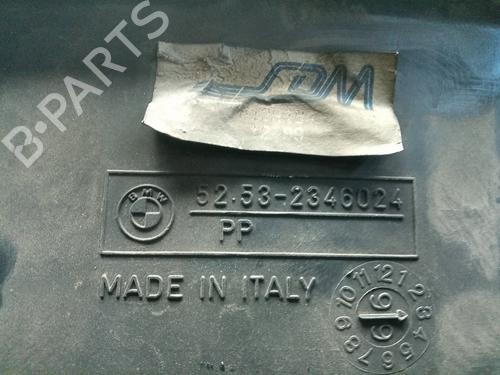 B-PARTS
SDM
BMW
52.53-2346024
PP
MADE IN ITALY
12 1 2 3 4 5 6 7 8 9 10 11